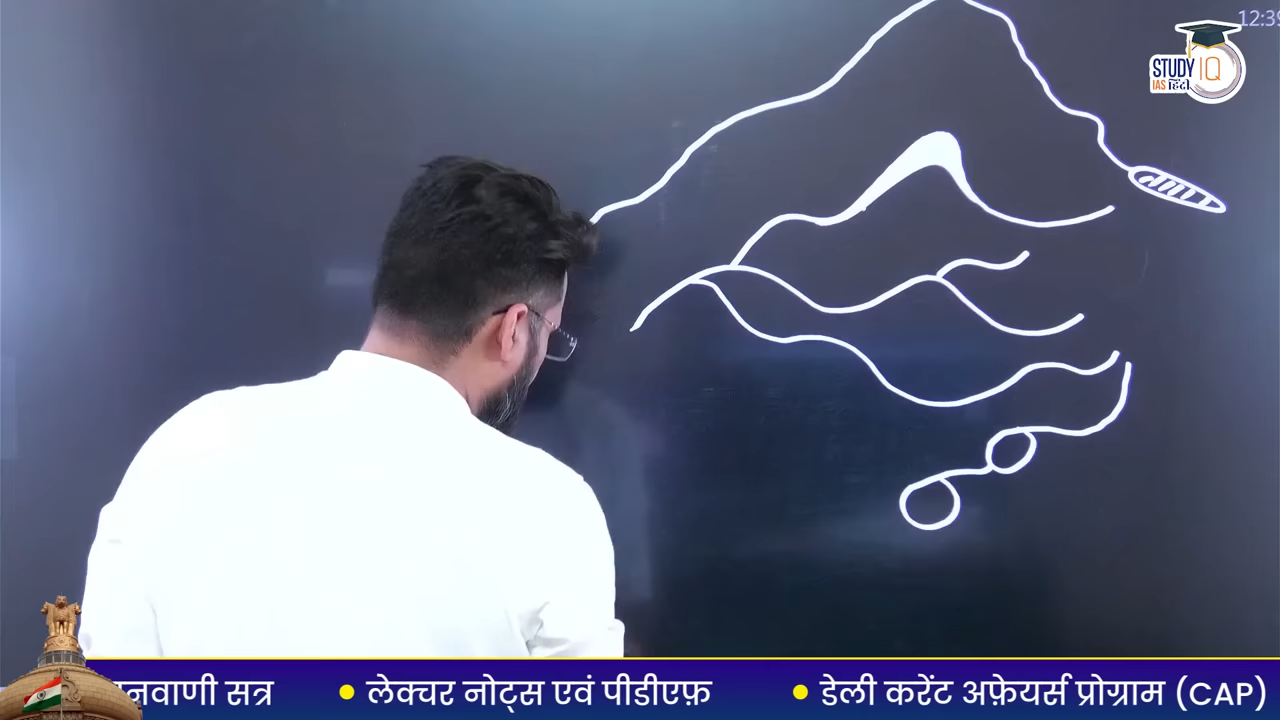 12:39
STUDY IQ
IAS हिंदी
नवाणी सत्र • लेक्चर नोट्स एवं पीडीएफ़ • डेली करेंट अफ़ेयर्स प्रोग्राम (CAP)